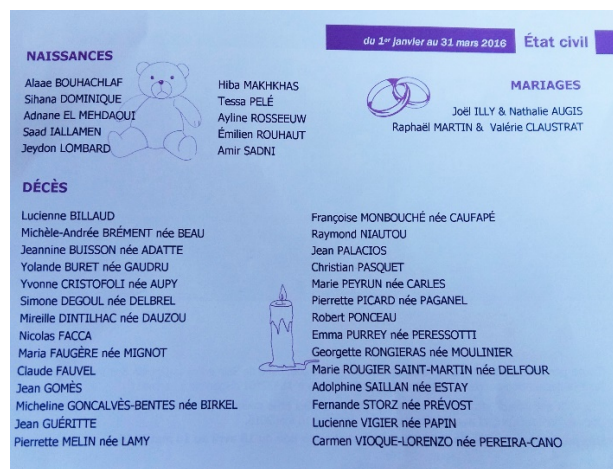 du 1er janvier au 31 mars 2016
État civil
NAISSANCES
Alaae BOUHACHLAF
Sihana DOMINIQUE
Adnane EL MEHDAOUI
Saad IALLAMEN
Jeydon LOMBARD
Hiba MAKHKHAS
Tessa PELÉ
Ayline ROSSEEUW
Émilien ROUHAUT
Amir SADNI
MARIAGES
Joël ILLY & Nathalie AUGIS
Raphaël MARTIN & Valérie CLAUSTRAT
DÉCÈS
Lucienne BILLAUD
Michèle-Andrée BRÉMENT née BEAU
Jeannine BUISSON née ADATTE
Yolande BURET née GAUDRU
Yvonne CRISTOFOLI née AUPY
Simone DEGOUL née DELBREL
Mireille DINTILHAC née DAUZOU
Nicolas FACCA
Maria FAUGÈRE née MIGNOT
Claude FAUVEL
Jean GOMÈS
Micheline GONCALVÈS-BENTES née BIRKEL
Jean GUÉRITTE
Pierrette MELIN née LAMY
Françoise MONBOUCHÉ née CAUFAPÉ
Raymond NIAUTOU
Jean PALACIOS
Christian PASQUET
Marie PEYRUN née CARLES
Pierrette PICARD née PAGANEL
Robert PONCEAU
Emma PURREY née PERESSOTTI
Georgette RONGIERAS née MOULINIER
Marie ROUGIER SAINT-MARTIN née DELFOUR
Adolphine SAILLAN née ESTAY
Fernande STORZ née PRÉVOST
Lucienne VIGIER née PAPIN
Carmen VIOQUE-LORENZO née PEREIRA-CANO